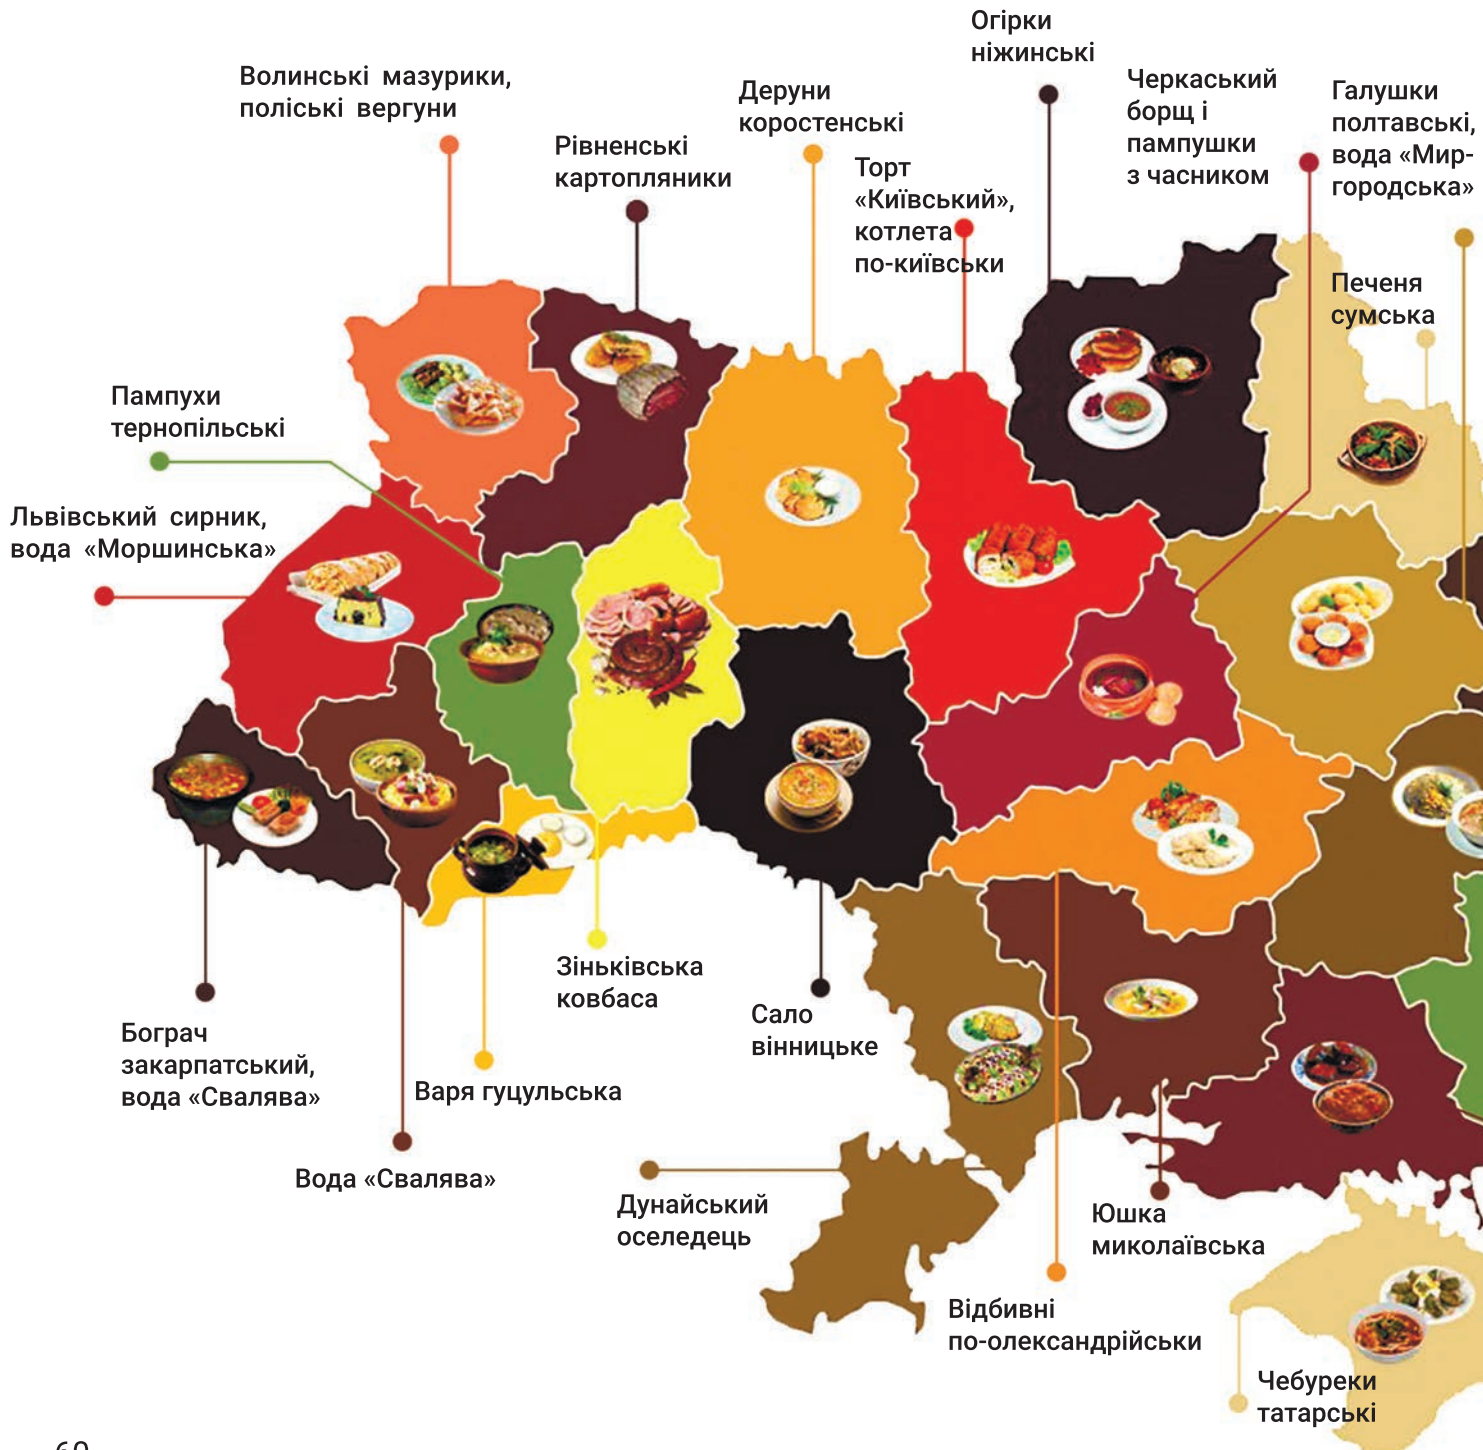 Огірки
ніжинські
Волинські мазурики,
поліські вергуни
Рівненські
картопляники
Деруни
коростенські
Торт
«Київський»,
котлета
по-київськи
Черкаський
борщ і
пампушки
з часником
Галушки
полтавські,
вода «Мир-
городська»
Печеня
сумська
Пампухи
тернопільські
Львівський сирник,
вода «Моршинська»
Зіньківська
ковбаса
Сало
вінницьке
Бограч
закарпатський,
вода «Свалява»
Варя гуцульська
Вода «Свалява»
Дунайський
оселедець
Юшка
миколаївська
Відбивні
по-олександрійськи
Чебуреки
татарські